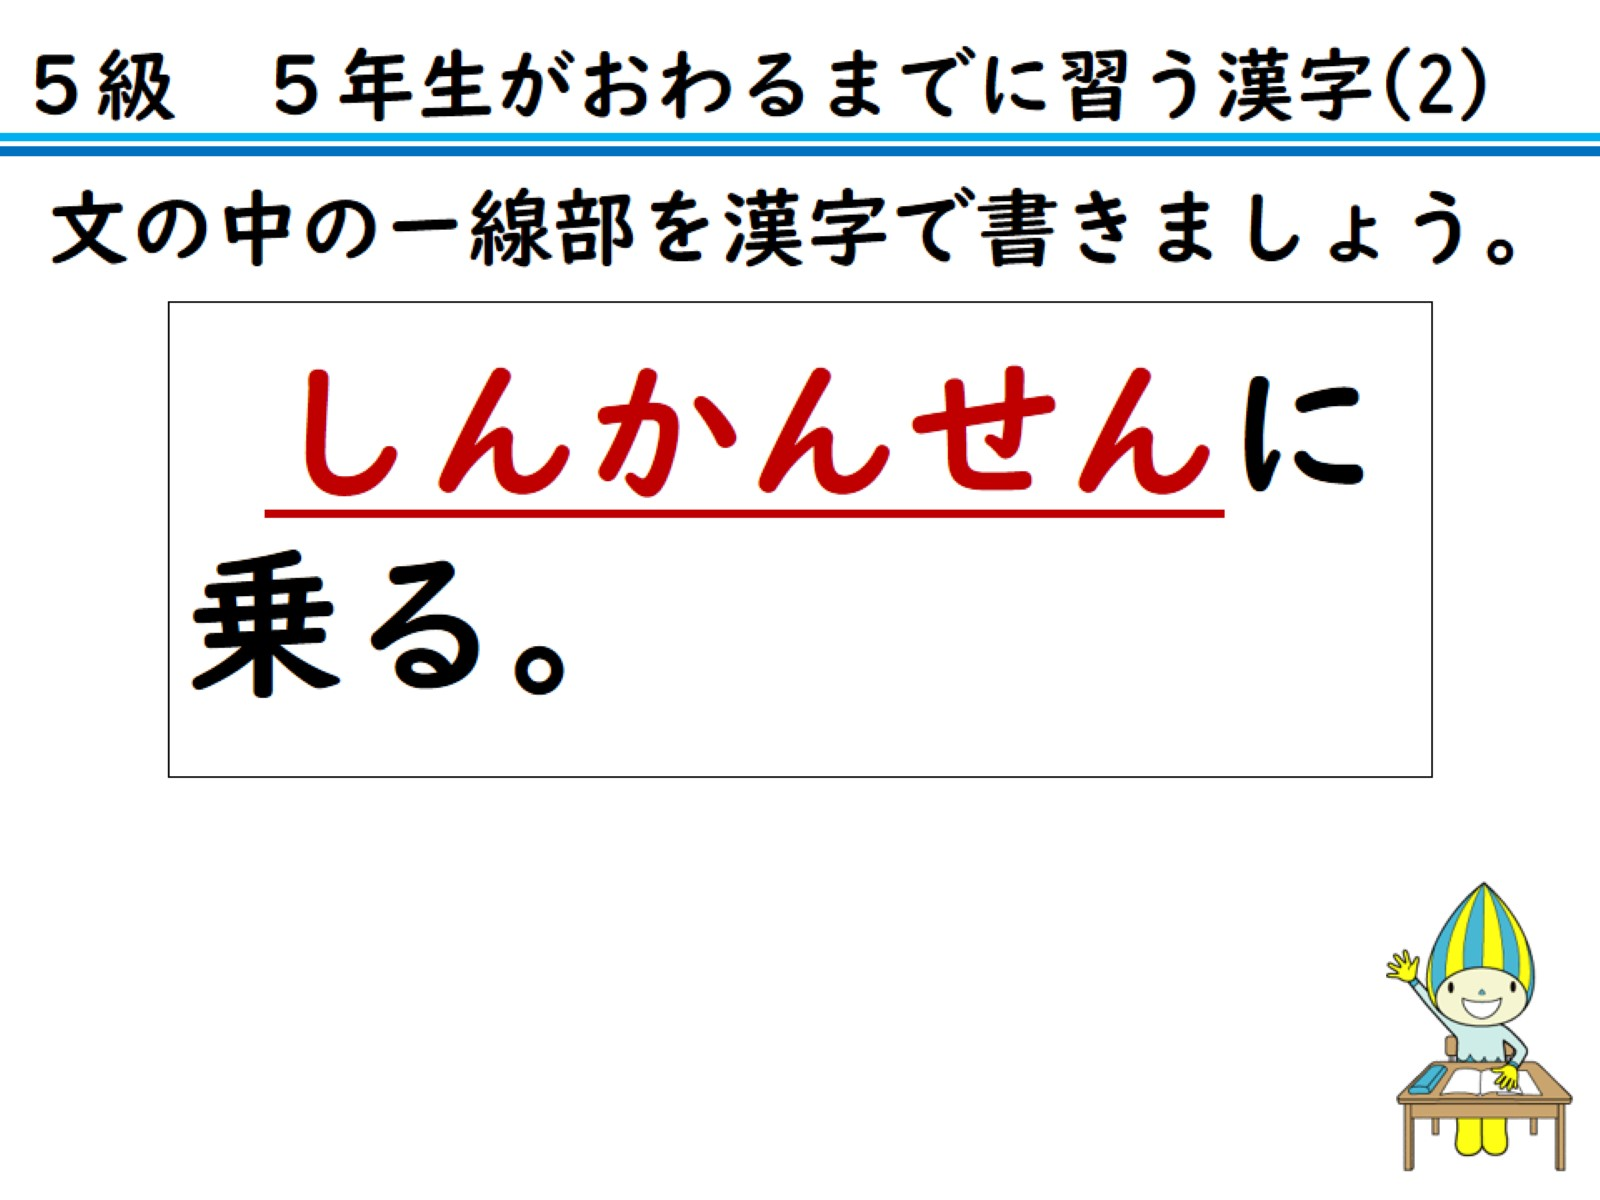 ５級　５年生がおわるまでに習う漢字(2)
文の中の一線部を漢字で書きましょう。
しんかんせんに
乗る。